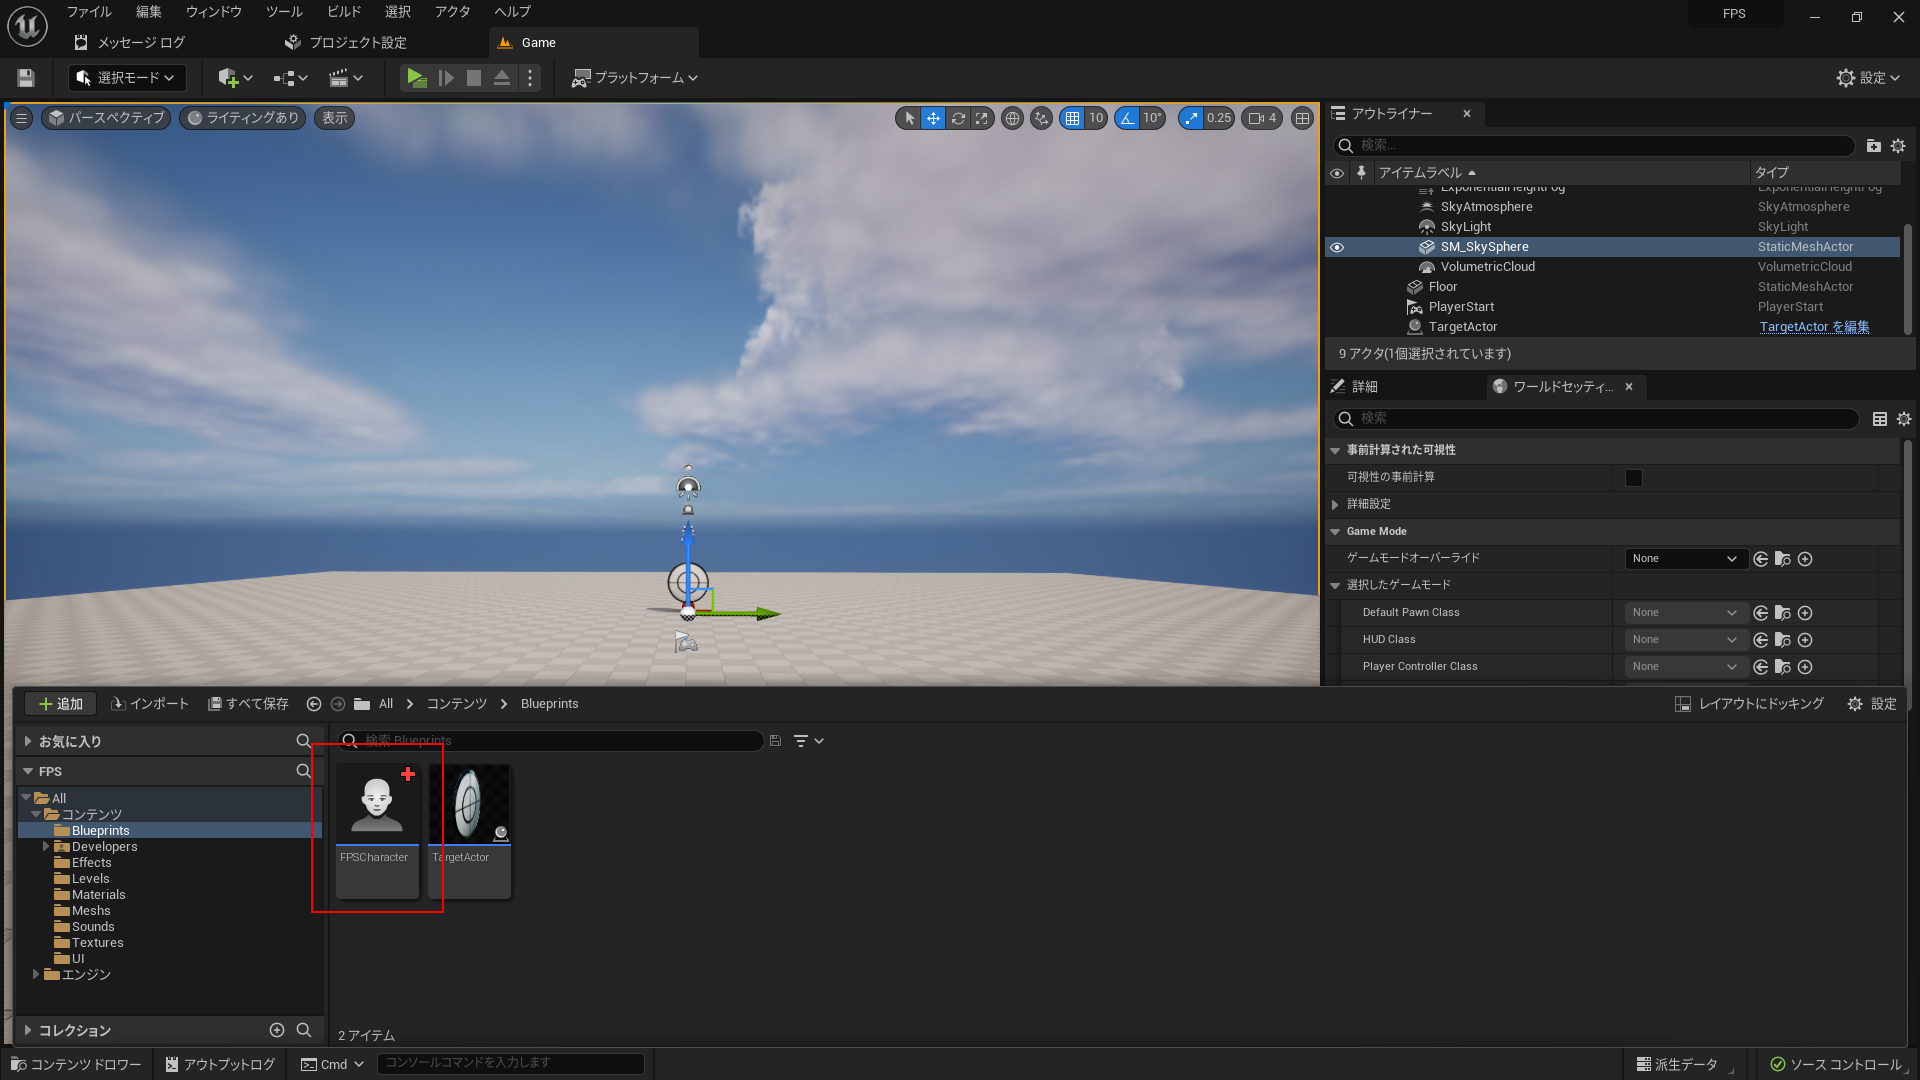 ファイル 編集 ウィンドウ ツール ビルド 選択 アクタ ヘルプ FPS
メッセージ ログ プロジェクト設定 Game
選択モード プラットフォーム 設定
パースペクティブ ライティングあり 表示 10 10° 0.25 4
アウトライナー
検索...
アイテムラベル タイプ
ExponentialHeightFog ExponentialHeightFog
SkyAtmosphere SkyAtmosphere
SkyLight SkyLight
SM_SkySphere StaticMeshActor
VolumetricCloud VolumetricCloud
Floor StaticMeshActor
PlayerStart PlayerStart
TargetActor TargetActor を編集
9 アクタ(1個選択されています)
詳細 ワールドセッティ...
検索
事前計算された可視性
可視性の事前計算
詳細設定
Game Mode
ゲームモードオーバーライド None
選択したゲームモード
Default Pawn Class None
HUD Class None
Player Controller Class None
追加 インポート すべて保存 All コンテンツ Blueprints レイアウトにドッキング 設定
お気に入り
検索 Blueprints
FPS
All
コンテンツ
Blueprints
Developers
Effects
Levels
Materials
Meshs
Sounds
Textures
UI
エンジン
FPSCharacter TargetActor
コレクション
2 アイテム
コンテンツ ドロワー アウトプットログ Cmd コンソールコマンドを入力します 派生データ ソース コントロール